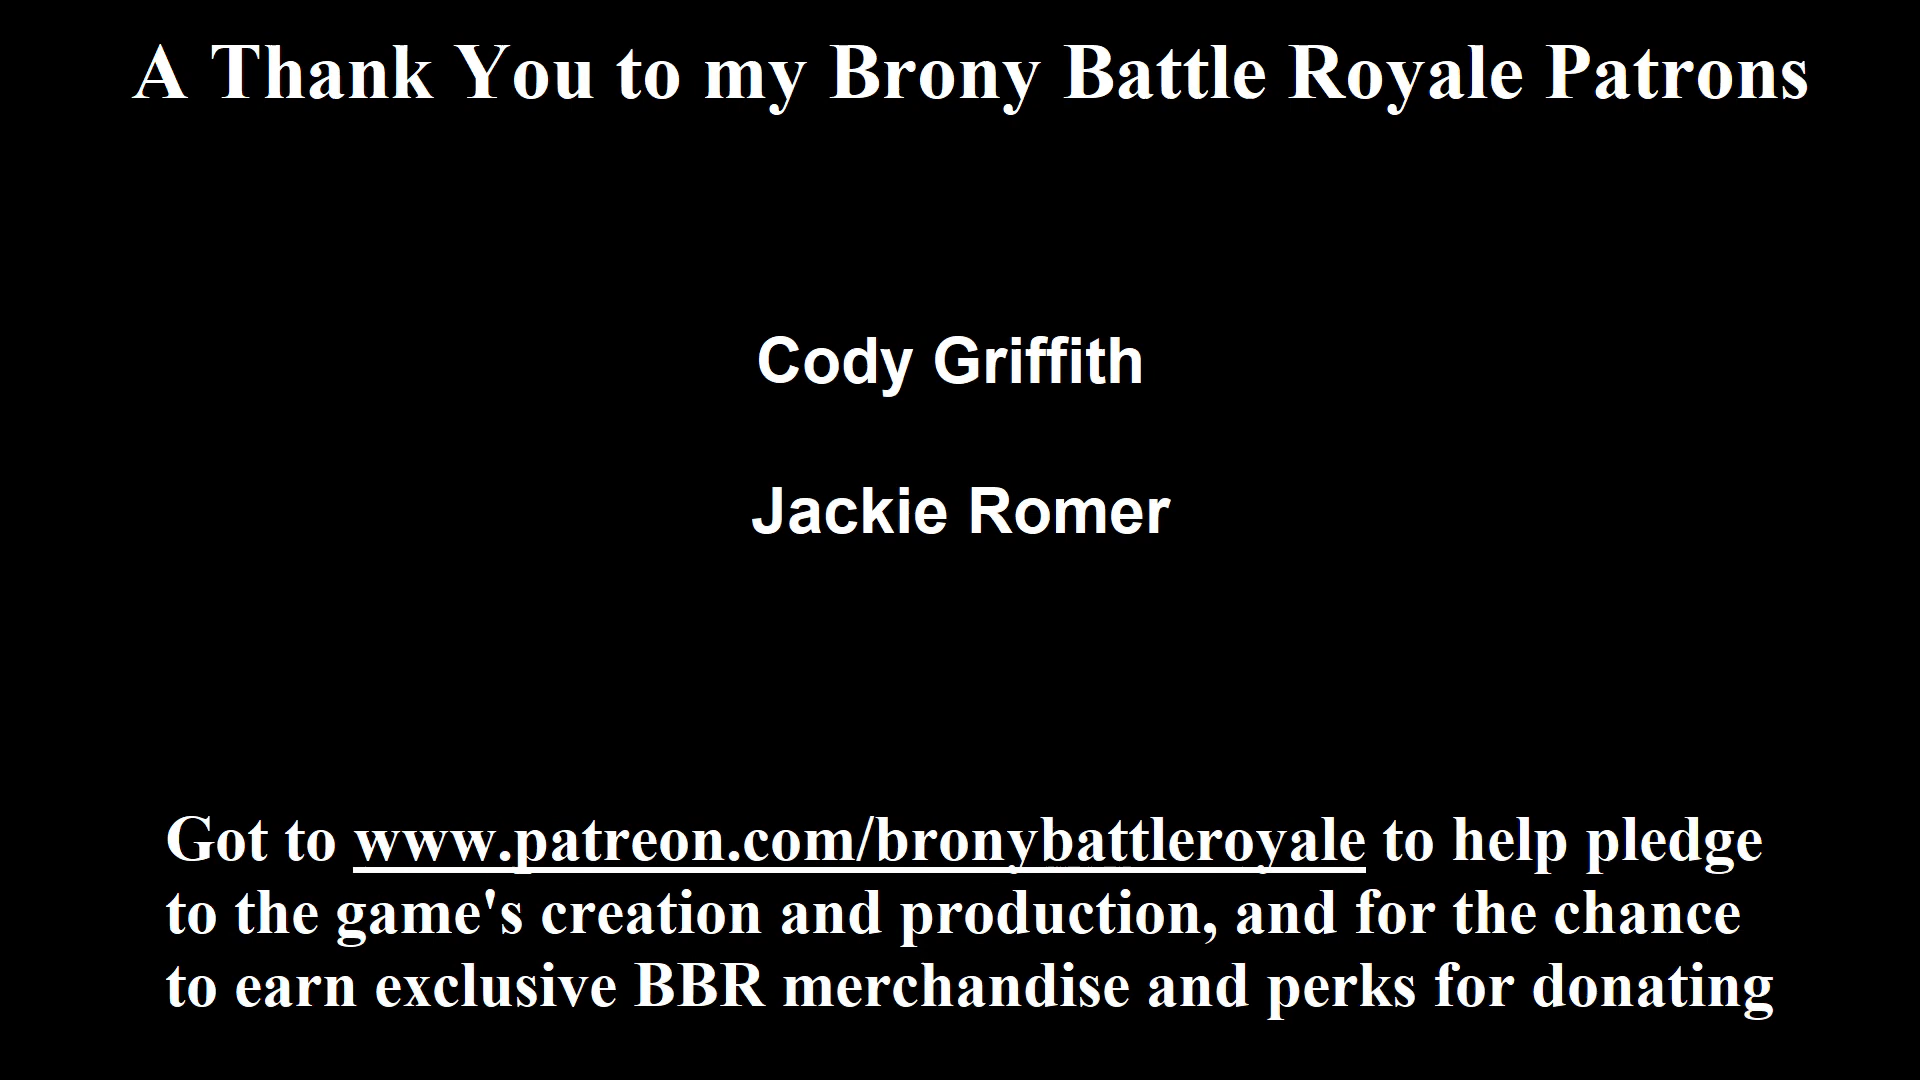 A Thank You to my Brony Battle Royale Patrons
Cody Griffith
Jackie Romer
Got to www.patreon.com/bronybattleroyale to help pledge
to the game's creation and production, and for the chance
to earn exclusive BBR merchandise and perks for donating